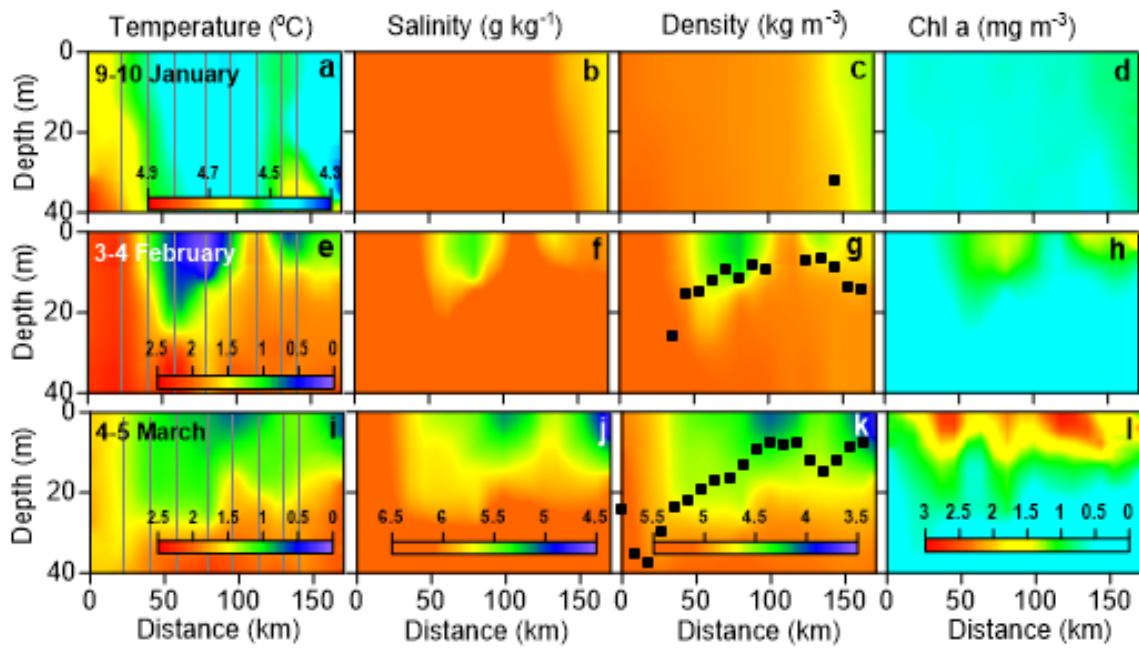 Temperature (⁰C) Salinity (g kg⁻¹) Density (kg m⁻³) Chl a (mg m⁻³)
0 9-10 January a b c d
Depth (m)
20
4.9 4.7 4.5 4.3
40
0 3-4 February e f g h
Depth (m)
20
2.5 2 1.5 1 0.5 0
40
0 4-5 March i j k l
Depth (m)
20
2.5 2 1.5 1 0.5 0 6.5 6 5.5 5 4.5 5.5 5 4.5 4 3.5 3 2.5 2 1.5 1 0.5 0
40
0 50 100 150 0 50 100 150 0 50 100 150 0 50 100 150
Distance (km) Distance (km) Distance (km) Distance (km)